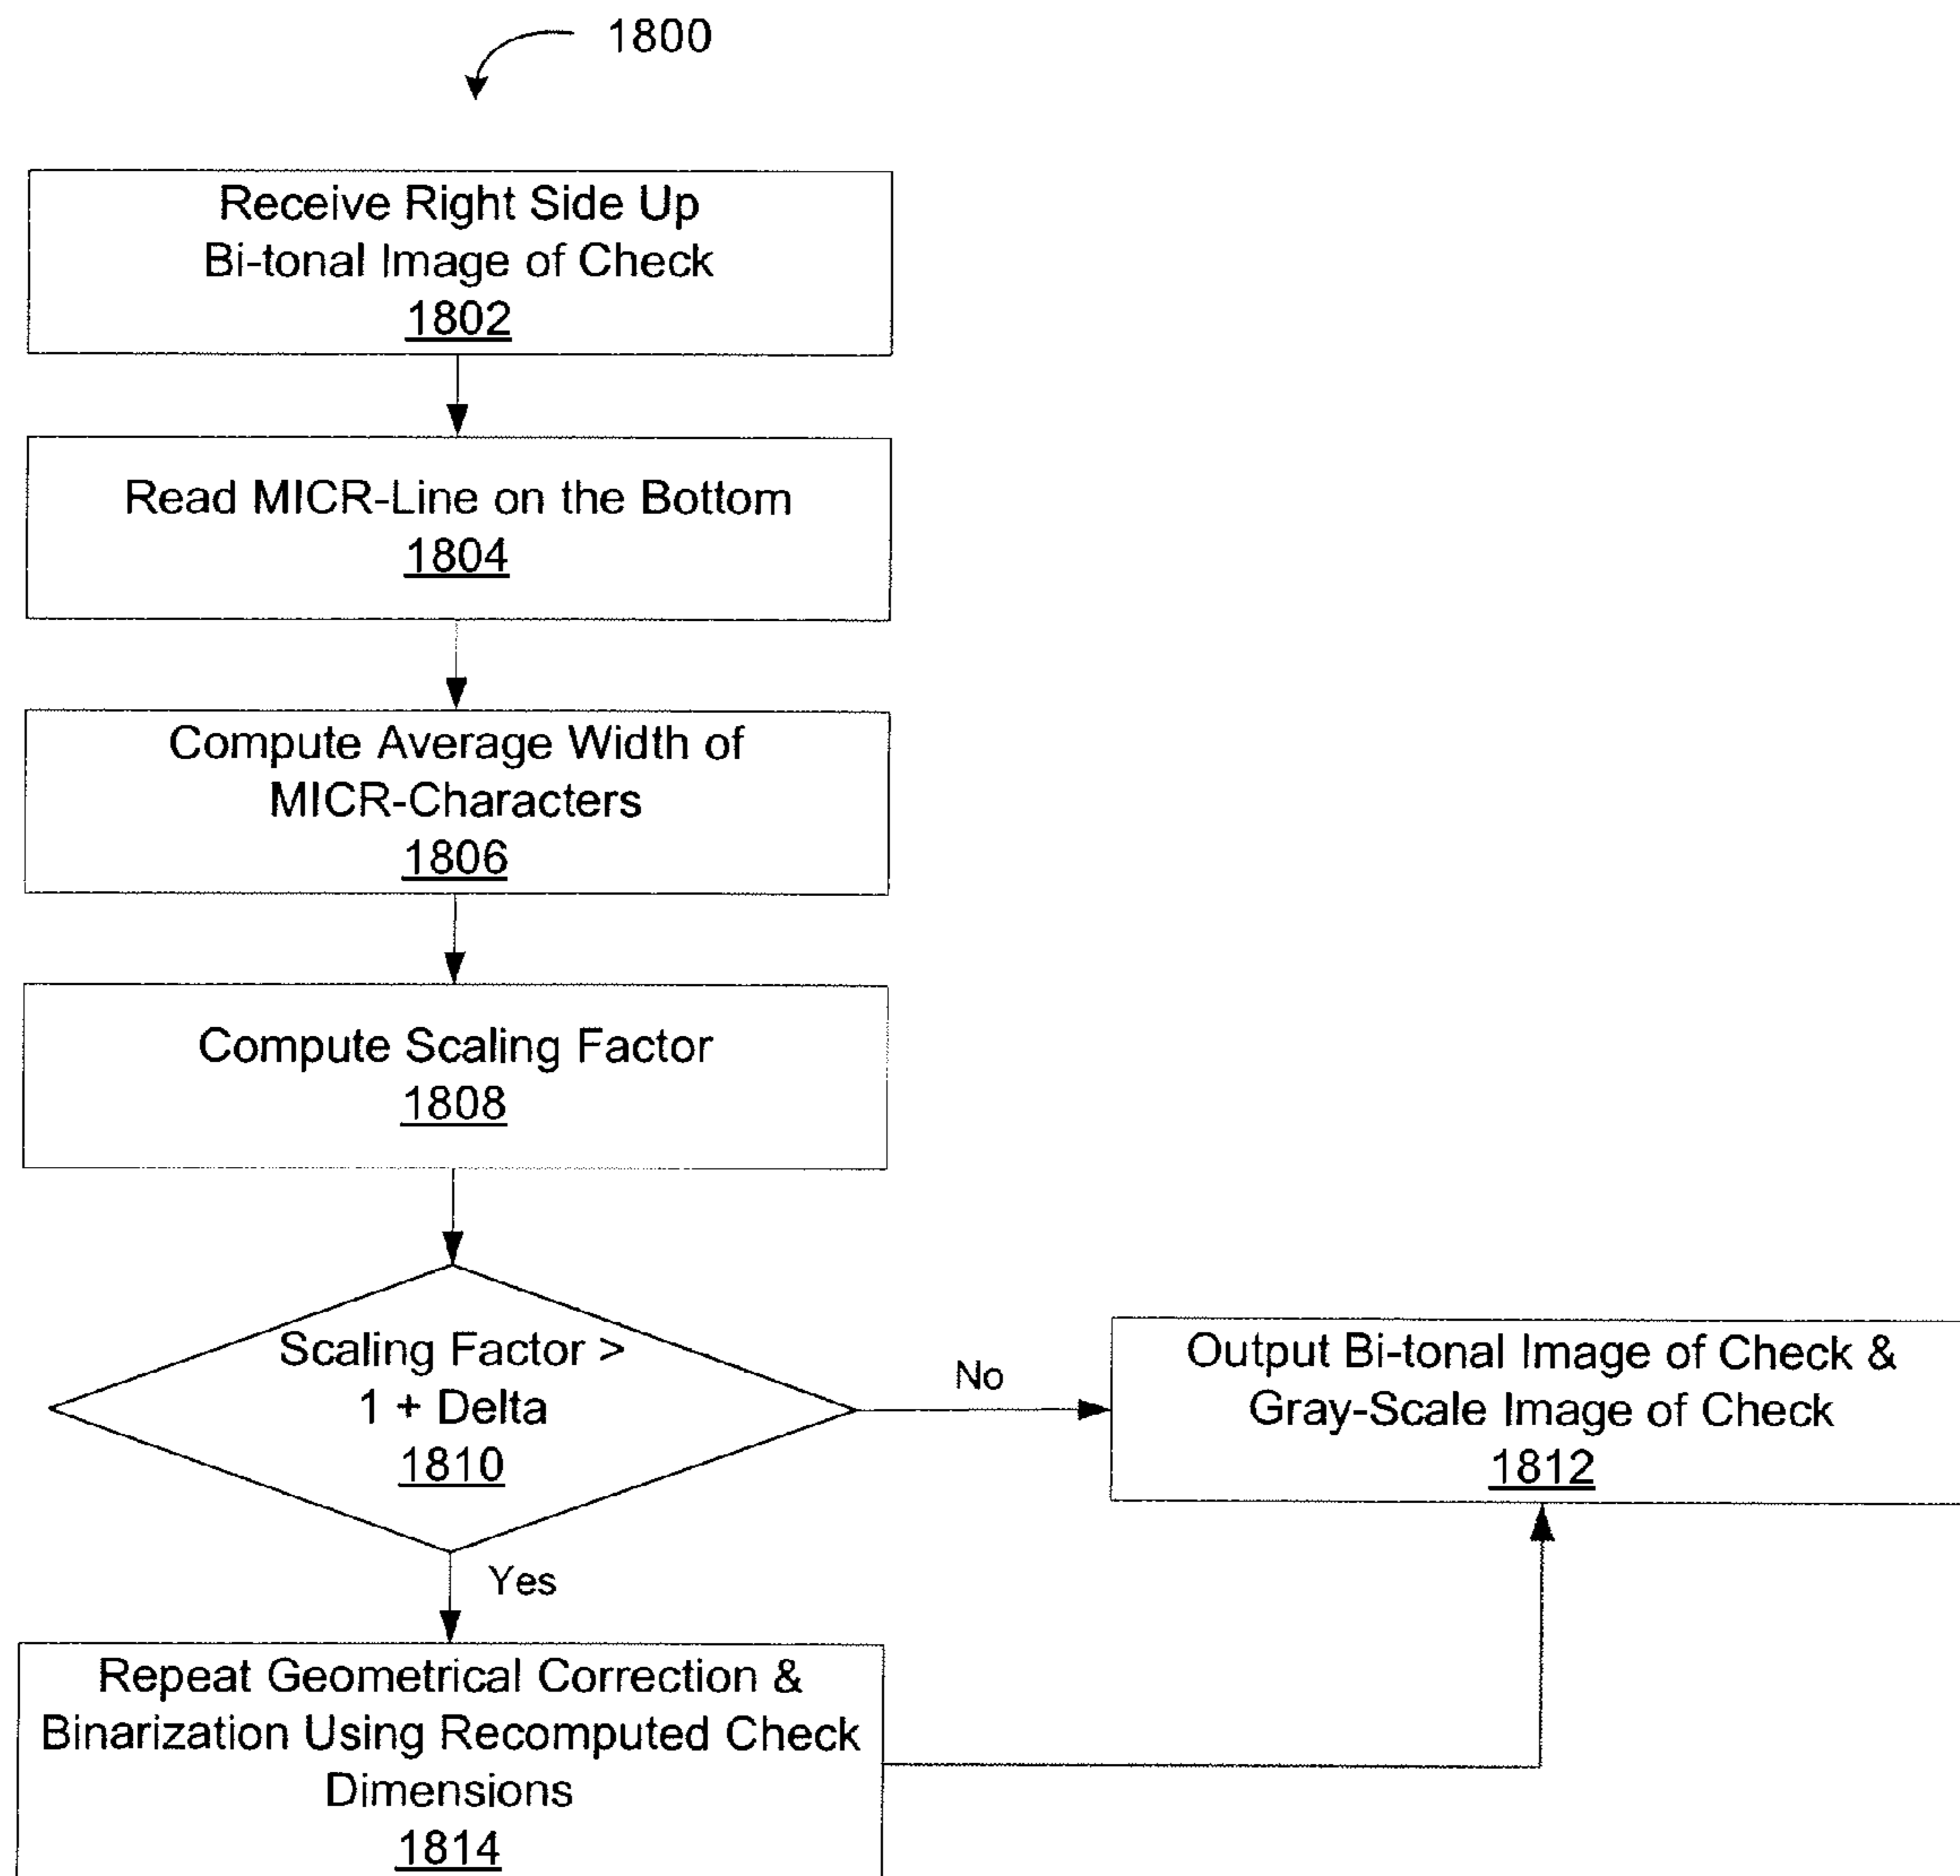 1800
Receive Right Side Up
Bi-tonal Image of Check
1802
Read MICR-Line on the Bottom
1804
Compute Average Width of
MICR-Characters
1806
Compute Scaling Factor
1808
Scaling Factor >
1 + Delta
1810
No
Output Bi-tonal Image of Check &
Gray-Scale Image of Check
1812
Yes
Repeat Geometrical Correction &
Binarization Using Recomputed Check
Dimensions
1814